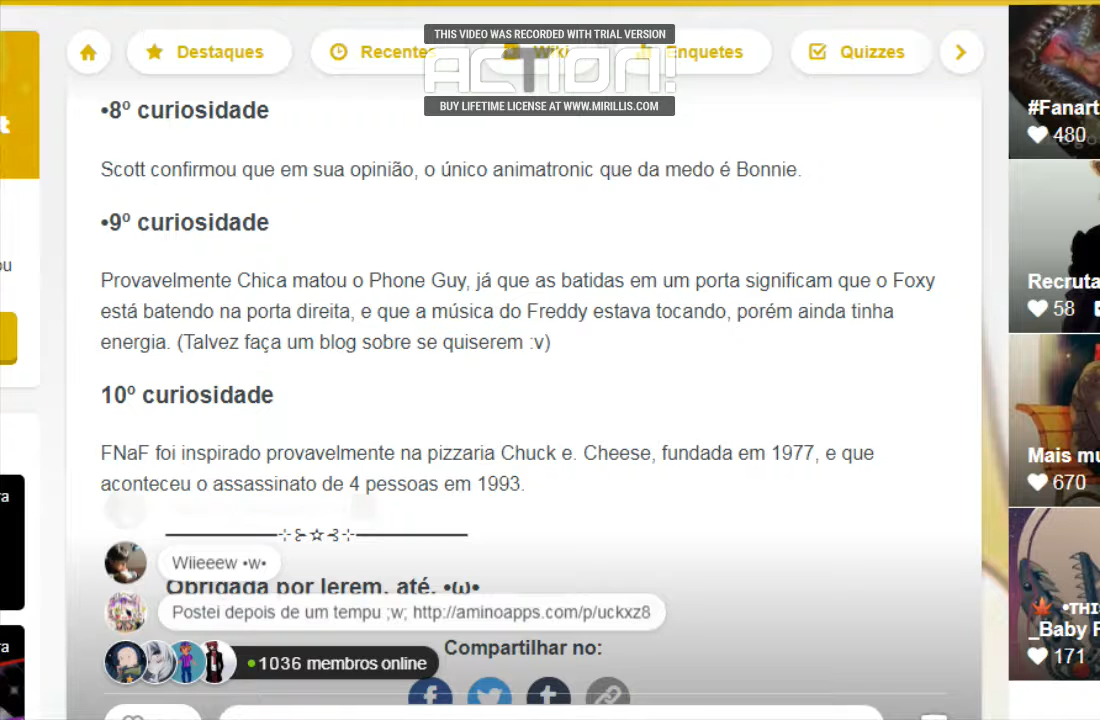 THIS VIDEO WAS RECORDED WITH TRIAL VERSION
ACTION!
BUY LIFETIME LICENSE AT WWW.MIRILLIS.COM
Destaques
Recentes
Wiki
Enquetes
Quizzes
•8º curiosidade
Scott confirmou que em sua opinião, o único animatronic que da medo é Bonnie.
•9º curiosidade
Provavelmente Chica matou o Phone Guy, já que as batidas em um porta significam que o Foxy
está batendo na porta direita, e que a música do Freddy estava tocando, porém ainda tinha
energia. (Talvez faça um blog sobre se quiserem :v)
10º curiosidade
FNaF foi inspirado provavelmente na pizzaria Chuck e. Cheese, fundada em 1977, e que
aconteceu o assassinato de 4 pessoas em 1993.
Wiieeew •w•
Obrigada por lerem, até. •ω•
Postei depois de um tempu ;w; http://aminoapps.com/p/uckxz8
1036 membros online
Compartilhar no:
#Fanart
480
Recruta
58
Mais mu
670
•THI
_Baby F
171